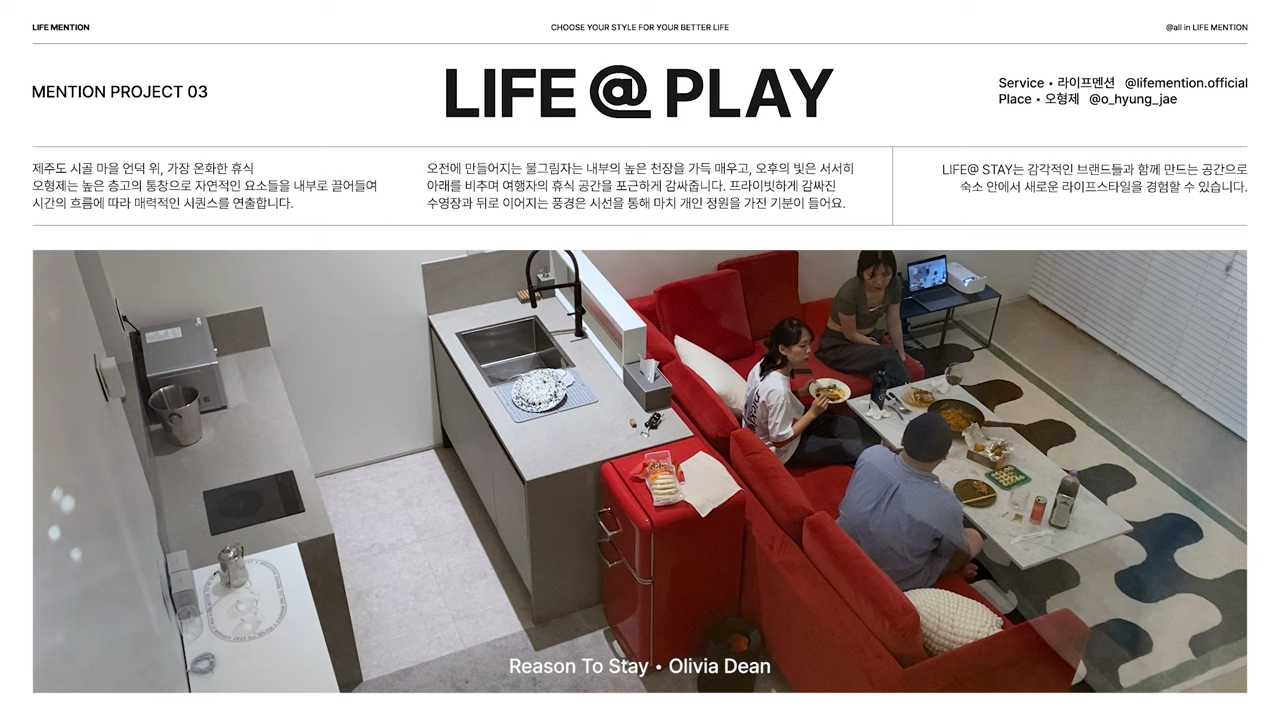 LIFE MENTION
CHOOSE YOUR STYLE FOR YOUR BETTER LIFE
@all in LIFE MENTION
MENTION PROJECT 03
LIFE @ PLAY
Service • 라이프멘션 @lifemention.official
Place • 오형제 @o_hyung_jae
제주도 시골 마을 언덕 위, 가장 온화한 휴식
오형제는 높은 층고의 통창으로 자연적인 요소들을 내부로 끌어들여
시간의 흐름에 따라 매력적인 시퀀스를 연출합니다.
오전에 만들어지는 물그림자는 내부의 높은 천장을 가득 매우고, 오후의 빛은 서서히
아래를 비추며 여행자의 휴식 공간을 포근하게 감싸줍니다. 프라이빗하게 감싸진
수영장과 뒤로 이어지는 풍경은 시선을 통해 마치 개인 정원을 가진 기분이 들어요.
LIFE@ STAY는 감각적인 브랜드들과 함께 만드는 공간으로
숙소 안에서 새로운 라이프스타일을 경험할 수 있습니다.
Reason To Stay • Olivia Dean